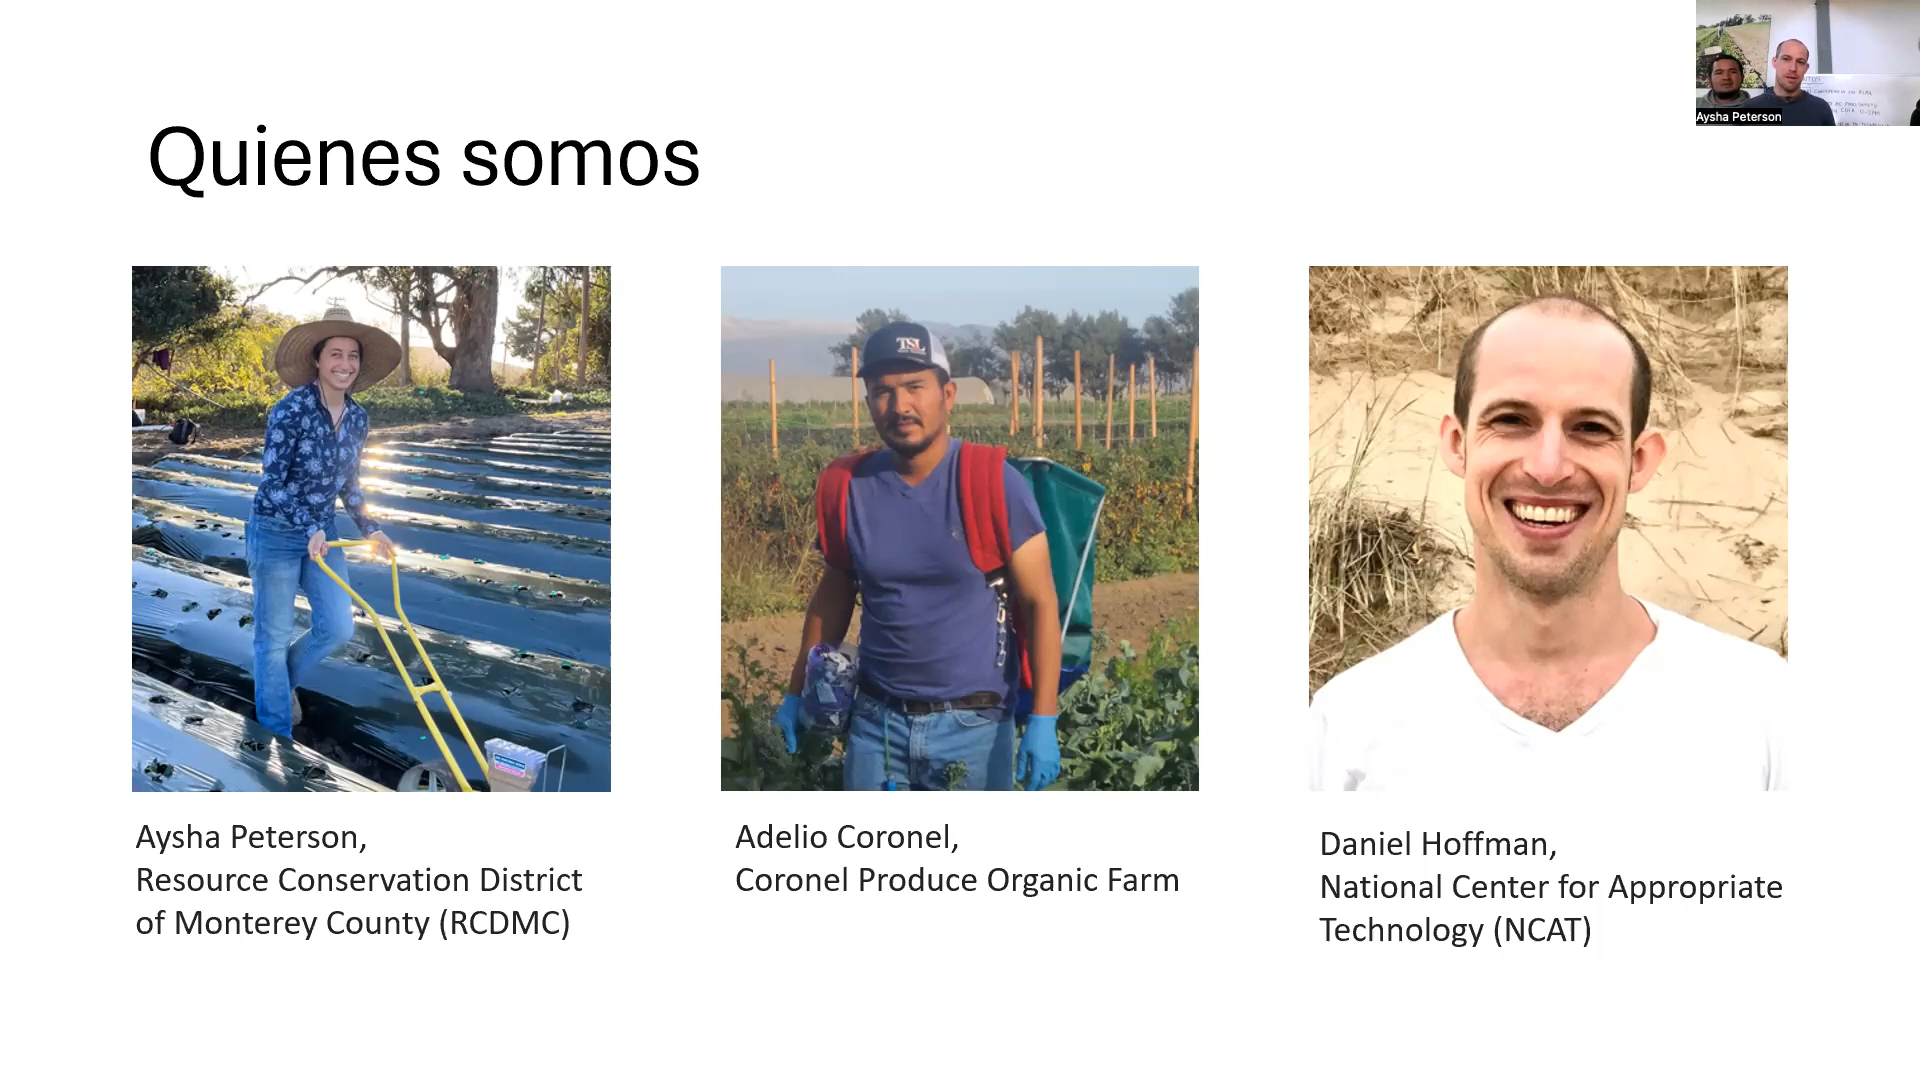 Quienes somos
Aysha Peterson
TSL
Aysha Peterson,
Resource Conservation District
of Monterey County (RCDMC)
Adelio Coronel,
Coronel Produce Organic Farm
Daniel Hoffman,
National Center for Appropriate
Technology (NCAT)